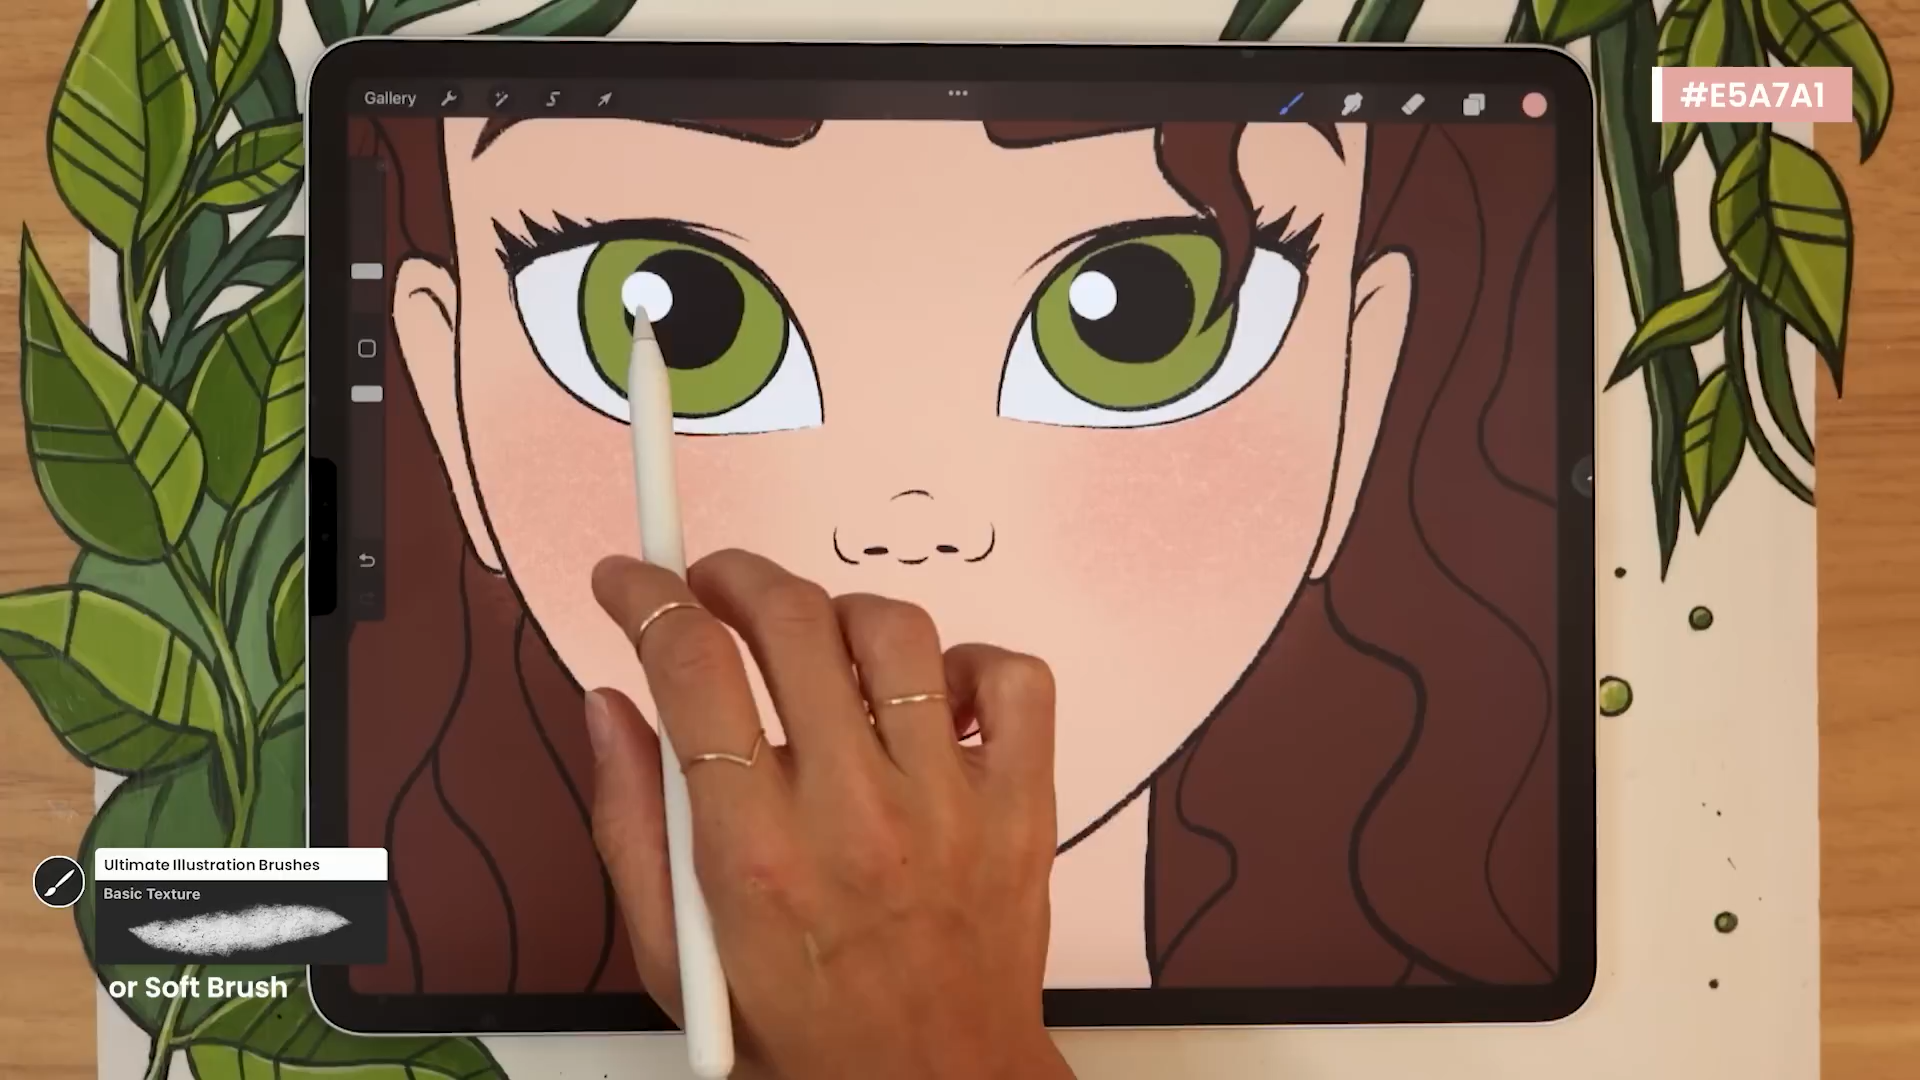 Gallery
#E5A7A1
Ultimate Illustration Brushes
Basic Texture
or Soft Brush